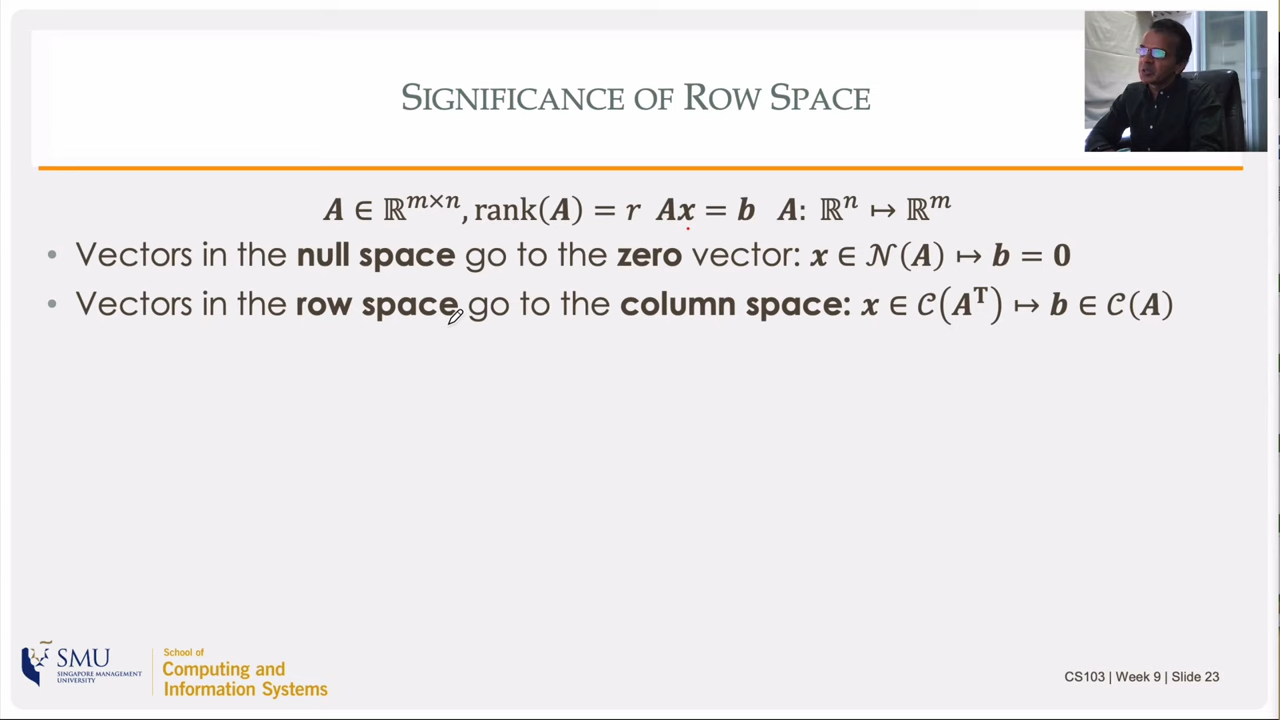 SIGNIFICANCE OF ROW SPACE
𝑨 ∈ ℝ^{m×n}, rank(𝑨) = r 𝑨𝒙 = 𝒃 𝑨: ℝ^n ↦ ℝ^m
• Vectors in the null space go to the zero vector: 𝒙 ∈ 𝒩(𝑨) ↦ 𝒃 = 𝟎
• Vectors in the row space go to the column space: 𝒙 ∈ 𝒞(𝑨^𝐓) ↦ 𝒃 ∈ 𝒞(𝑨)
SMU
SINGAPORE MANAGEMENT
UNIVERSITY
School of
Computing and
Information Systems
CS103 | Week 9 | Slide 23